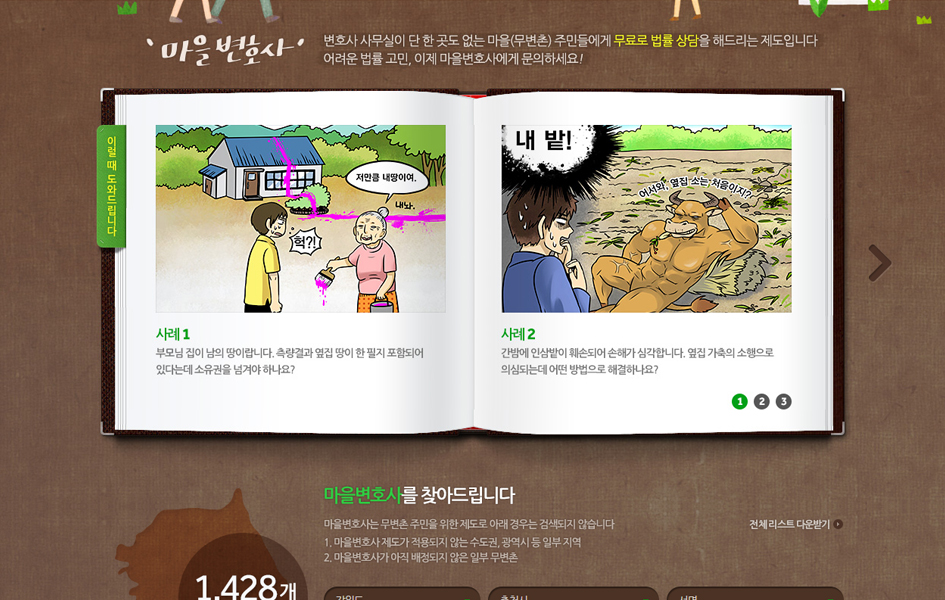 ‘마을변호사’
변호사 사무실이 단 한 곳도 없는 마을(무변촌) 주민들에게 무료로 법률 상담을 해드리는 제도입니다
어려운 법률 고민, 이제 마을변호사에게 문의하세요!
이럴 때 도와드립니다
저만큼 내땅이여.
내놔.
헉?!
내 밭!
어서와, 옆집 소는 처음이지?
사례 1
부모님 집이 남의 땅이랍니다. 측량결과 옆집 땅이 한 필지 포함되어
있다는데 소유권을 넘겨야 하나요?
사례 2
간밤에 인삼밭이 훼손되어 손해가 심각합니다. 옆집 가축의 소행으로
의심되는데 어떤 방법으로 해결하나요?
1 2 3
마을변호사를 찾아드립니다
마을변호사는 무변촌 주민을 위한 제도로 아래 경우는 검색되지 않습니다
전체 리스트 다운받기
1. 마을변호사 제도가 적용되지 않는 수도권, 광역시 등 일부 지역
2. 마을변호사가 아직 배정되지 않은 일부 무변촌
1,428개